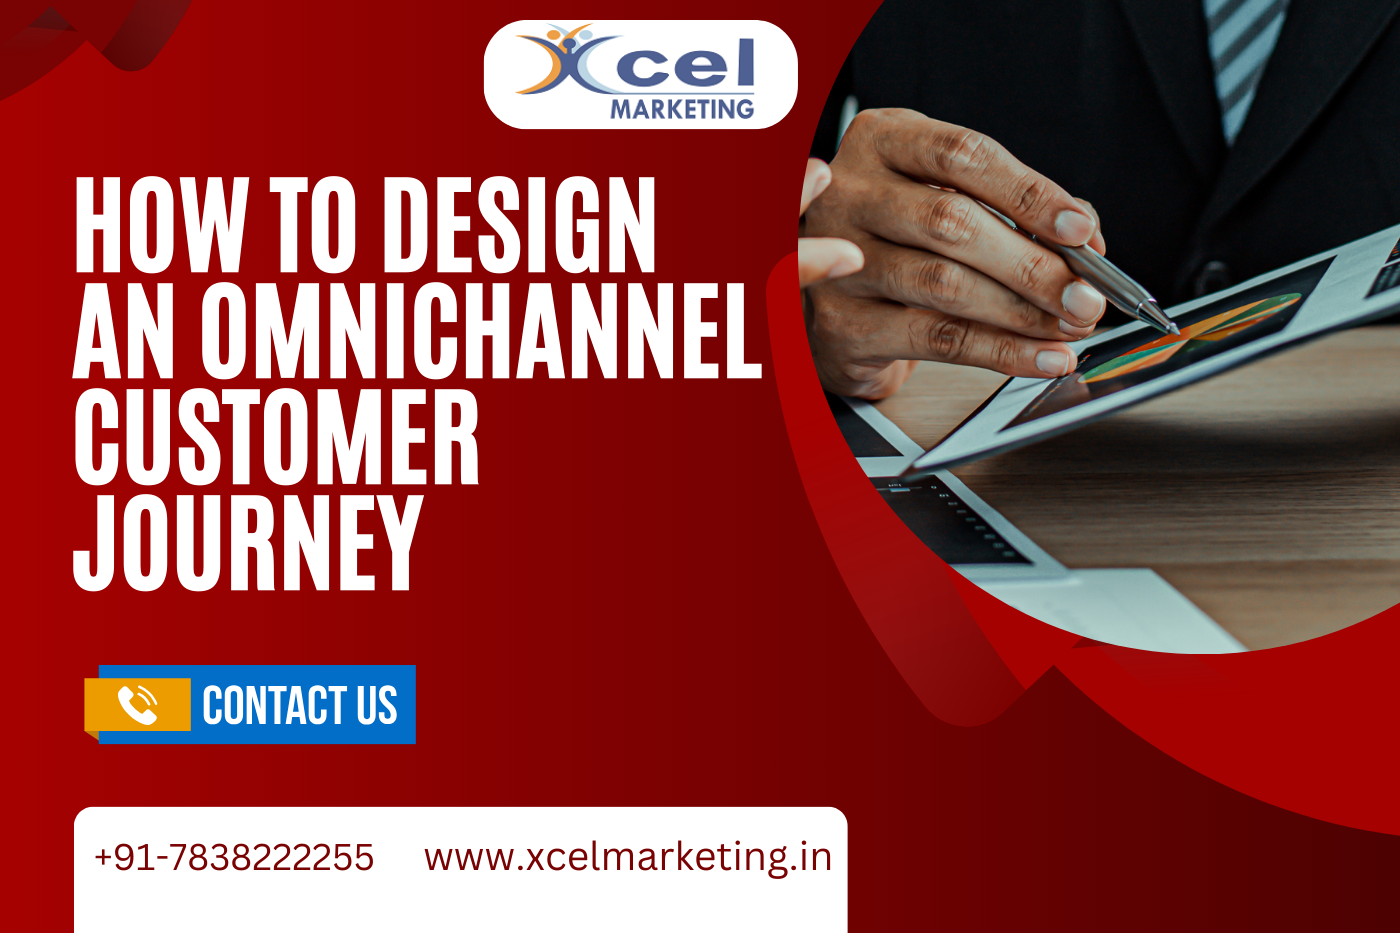 Xcel
MARKETING
HOW TO DESIGN
AN OMNICHANNEL
CUSTOMER
JOURNEY
CONTACT US
+91-7838222255 www.xcelmarketing.in